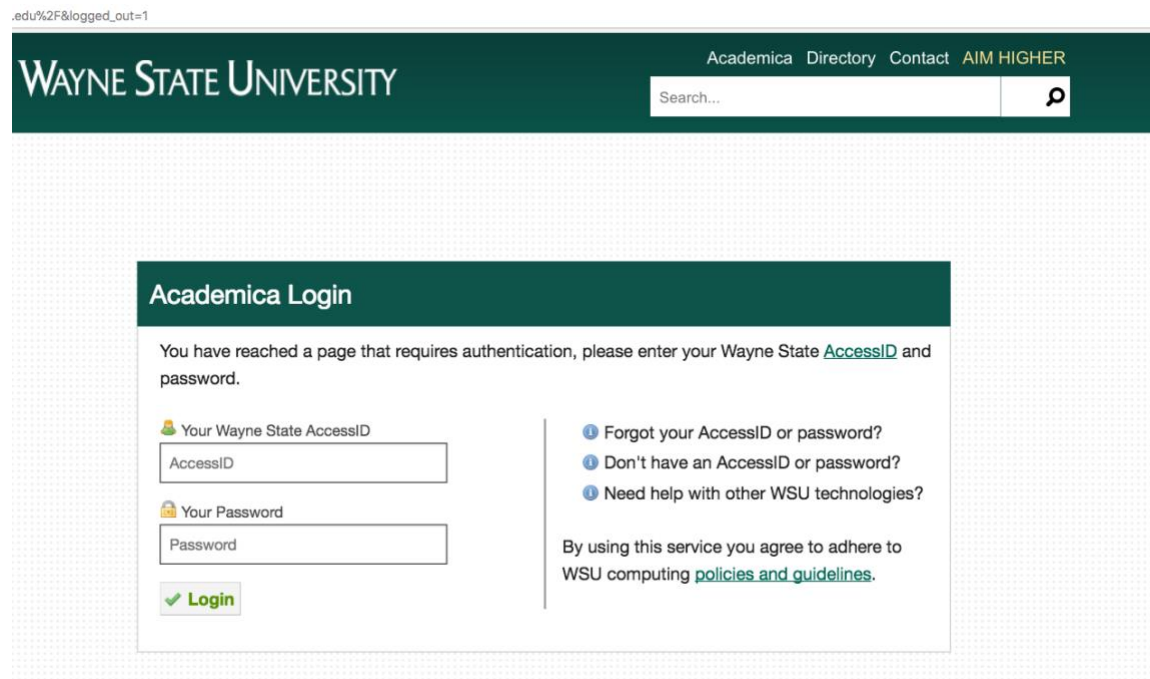 .edu%2F&logged_out=1
WAYNE STATE UNIVERSITY
Academica Directory Contact AIM HIGHER
Search...
Academica Login
You have reached a page that requires authentication, please enter your Wayne State AccessID and
password.
Your Wayne State AccessID
AccessID
Your Password
Password
Login
Forgot your AccessID or password?
Don't have an AccessID or password?
Need help with other WSU technologies?
By using this service you agree to adhere to
WSU computing policies and guidelines.